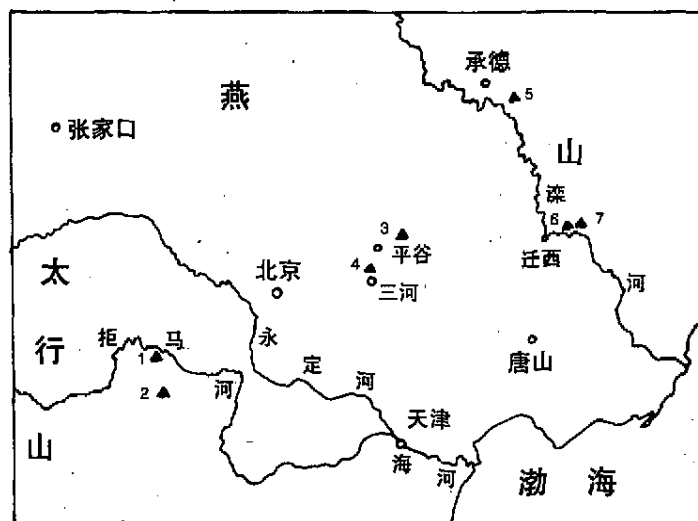 承德
燕
5
张家口
山
滦
3
6 7
平谷
迁西
太
4
北京
三河
河
行
拒马河
永定河
唐山
1
2
天津
山
海河
渤海